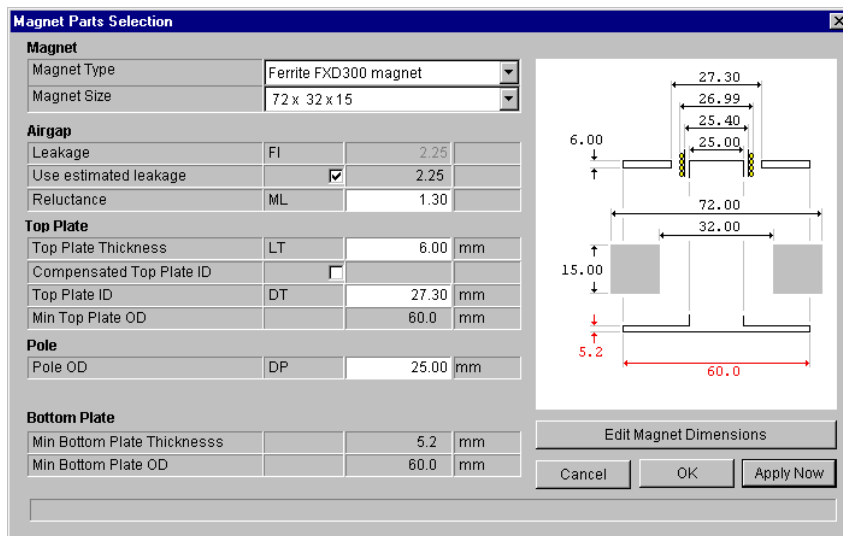 Magnet Parts Selection
Magnet
Magnet Type Ferrite FXD300 magnet
Magnet Size 72 x 32 x 15
Airgap
Leakage FI 2.25
Use estimated leakage 2.25
Reluctance ML 1.30
Top Plate
Top Plate Thickness LT 6.00 mm
Compensated Top Plate ID
Top Plate ID DT 27.30 mm
Min Top Plate OD 60.0 mm
Pole
Pole OD DP 25.00 mm
Bottom Plate
Min Bottom Plate Thicknesss 5.2 mm
Min Bottom Plate OD 60.0 mm
27.30
26.99
25.40
6.00 25.00
72.00
32.00
15.00
5.2
60.0
Edit Magnet Dimensions
Cancel OK Apply Now